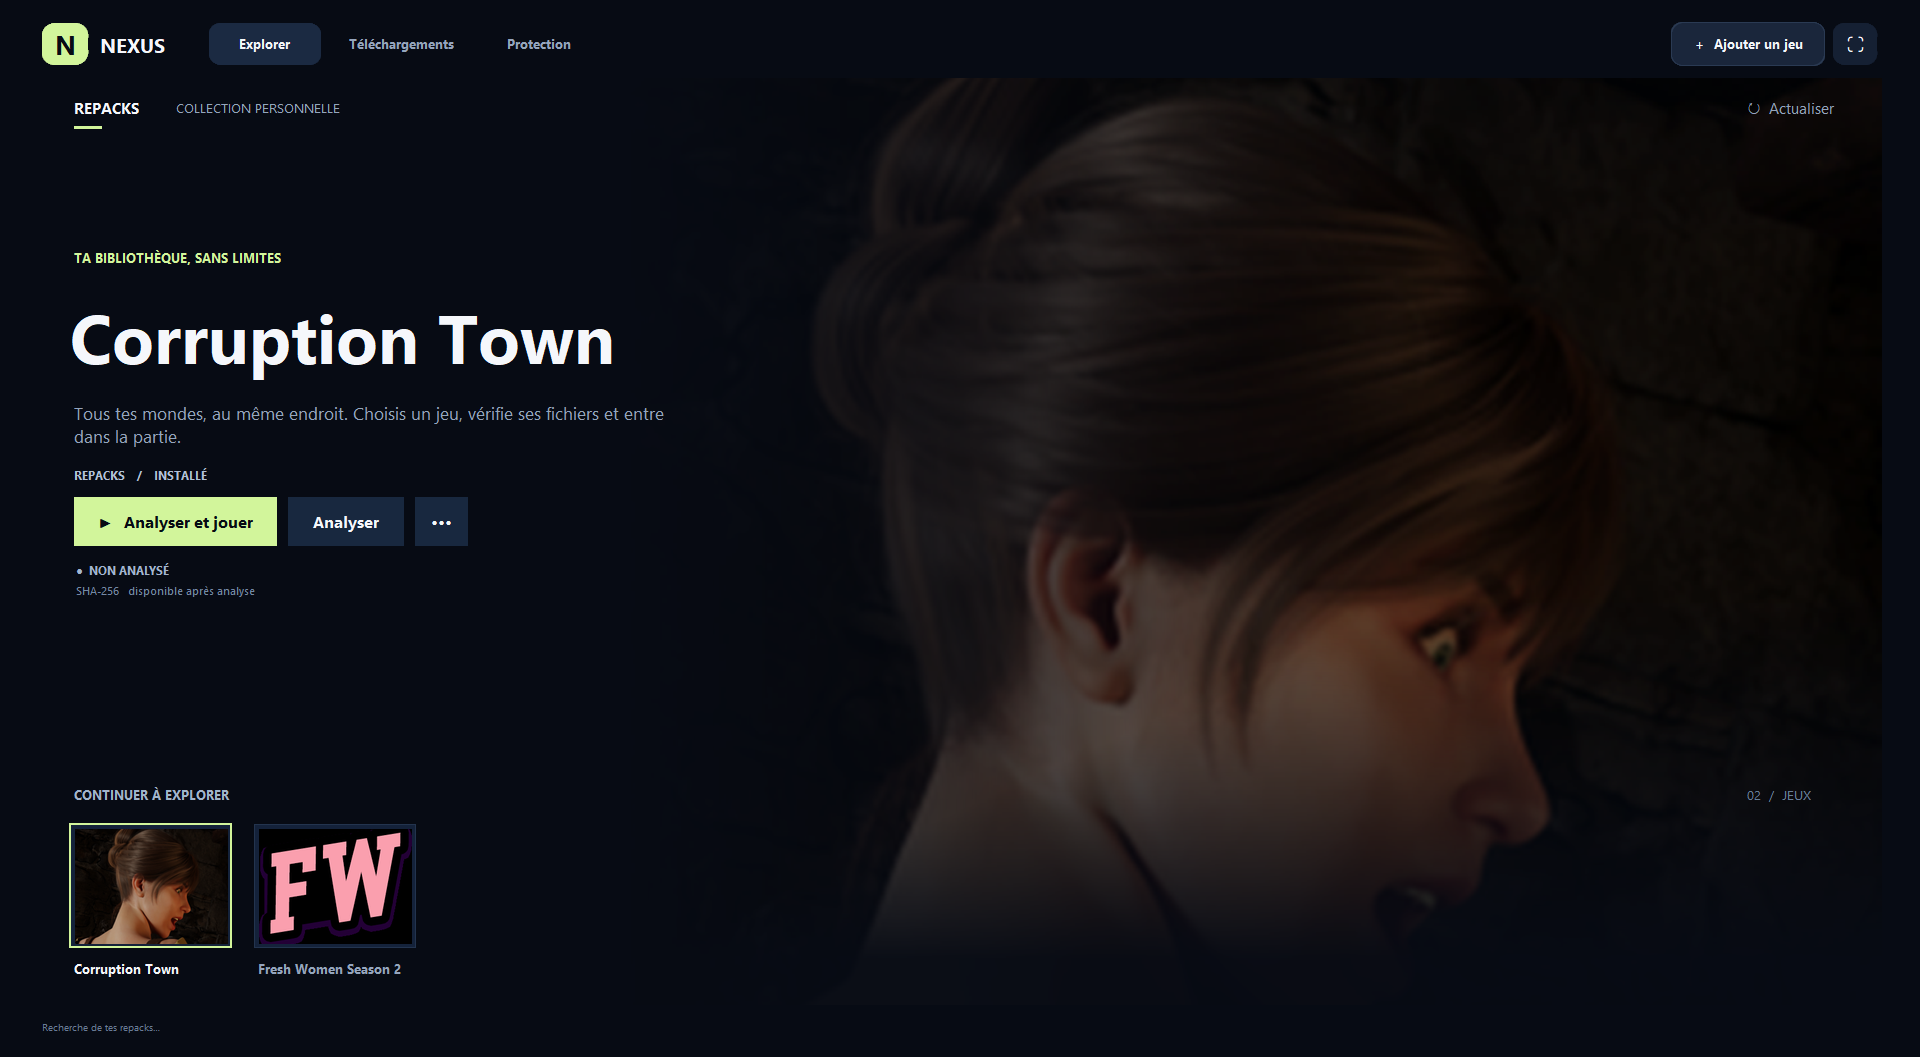 N NEXUS Explorer Téléchargements Protection + Ajouter un jeu
REPACKS COLLECTION PERSONNELLE Actualiser
TA BIBLIOTHÈQUE, SANS LIMITES
Corruption Town
Tous tes mondes, au même endroit. Choisis un jeu, vérifie ses fichiers et entre
dans la partie.
REPACKS / INSTALLÉ
Analyser et jouer Analyser •••
• NON ANALYSÉ
SHA-256 disponible après analyse
CONTINUER À EXPLORER 02 / JEUX
FW
Corruption Town Fresh Women Season 2
Recherche de tes repacks...